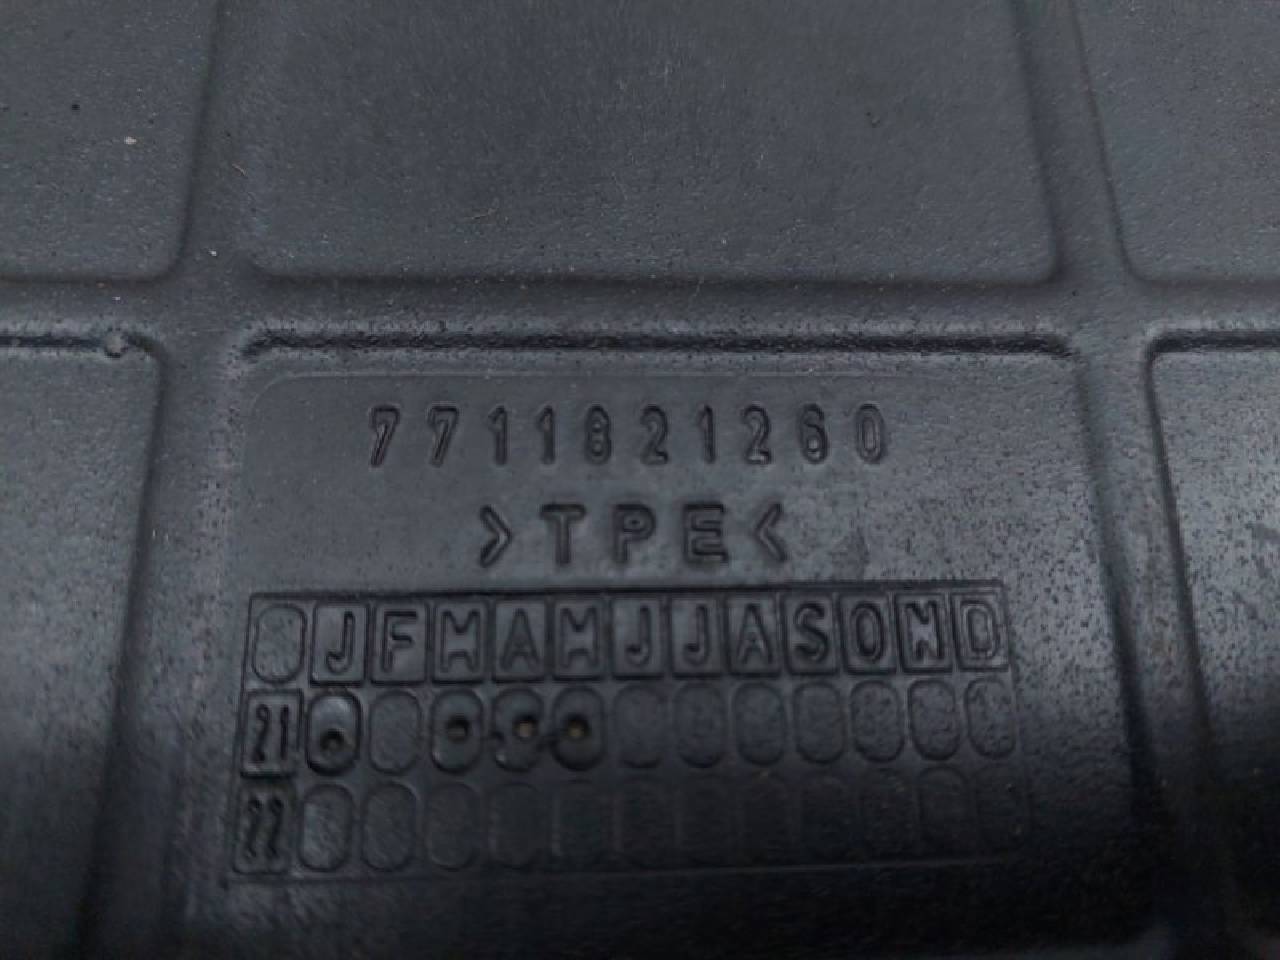 7711821260
>TPE<
J F M A M J J A S O N D
21
22